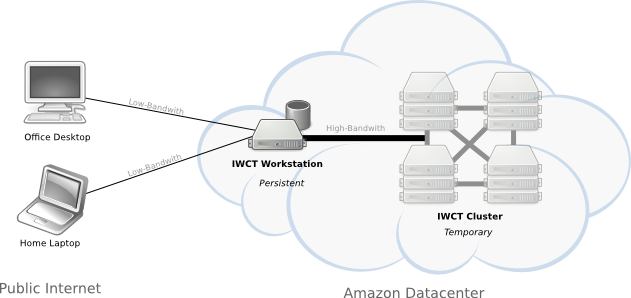 Low-Bandwith
Office Desktop
High-Bandwith
Low-Bandwith
IWCT Workstation
Persistent
IWCT Cluster
Temporary
Home Laptop
Public Internet
Amazon Datacenter